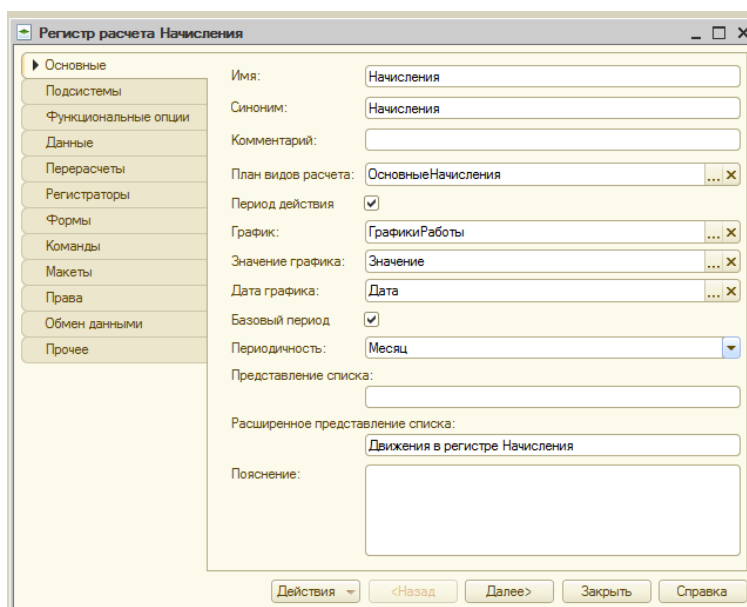 Регистр расчета Начисления
Основные
Подсистемы
Функциональные опции
Данные
Перерасчеты
Регистраторы
Формы
Команды
Макеты
Права
Обмен данными
Прочее
Имя: Начисления
Синоним: Начисления
Комментарий:
План видов расчета: ОсновныеНачисления ...
Период действия
График: ГрафикиРаботы ...
Значение графика: Значение ...
Дата графика: Дата ...
Базовый период
Периодичность: Месяц
Представление списка:
Расширенное представление списка:
Движения в регистре Начисления
Пояснение:
Действия <Назад Далее> Закрыть Справка